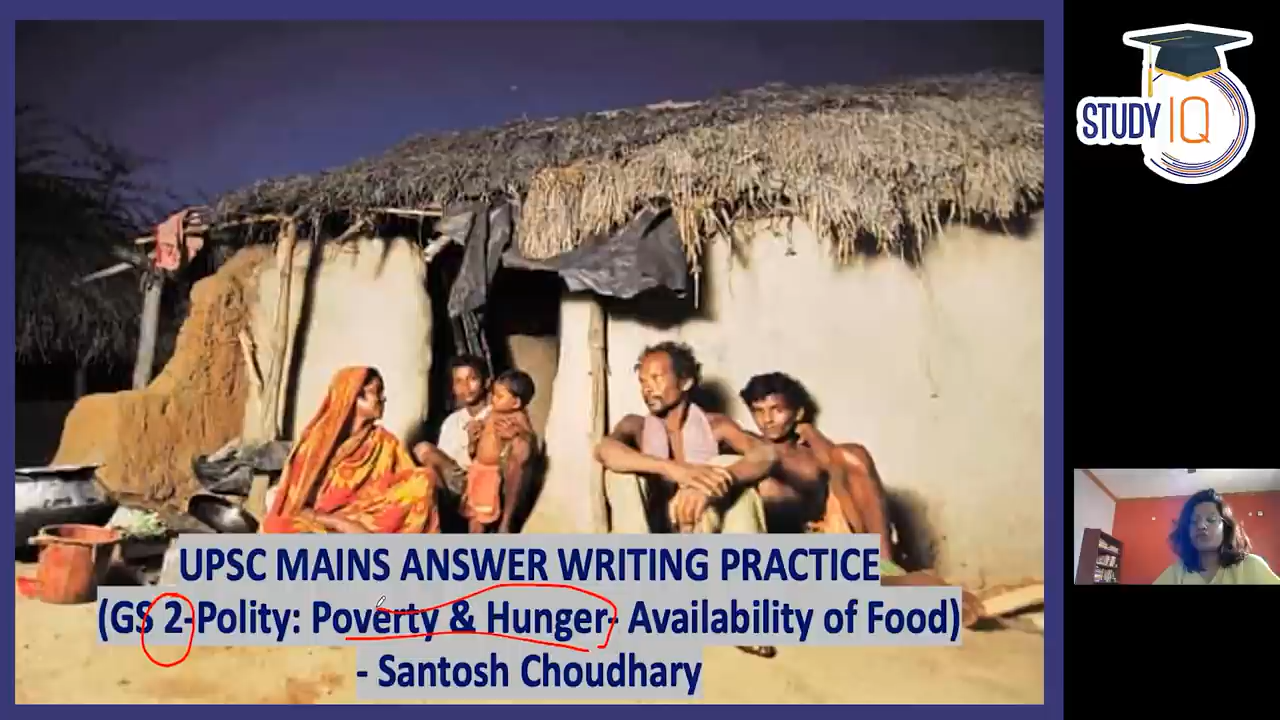 STUDY IQ
UPSC MAINS ANSWER WRITING PRACTICE
(GS 2-Polity: Poverty & Hunger- Availability of Food)
- Santosh Choudhary